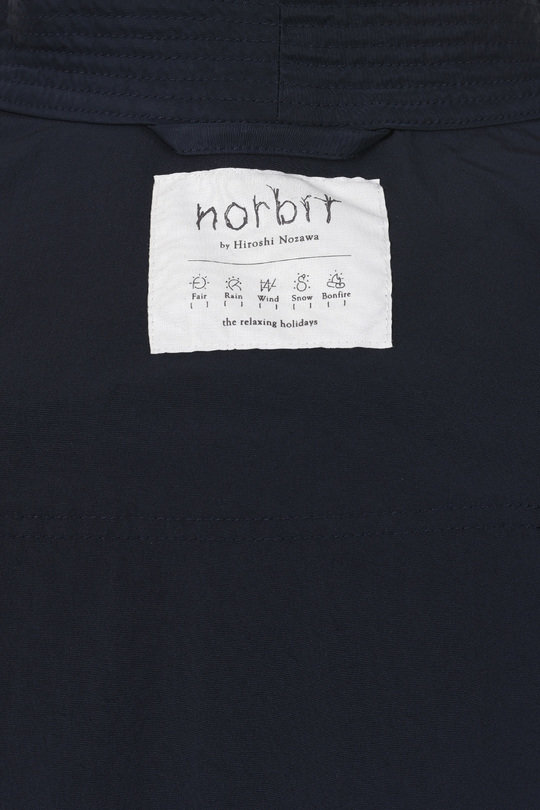 norbit
by Hiroshi Nozawa
Fair Rain Wind Snow Bonfire
[ ] [ ] [ ] [ ] [ ]
the relaxing holidays